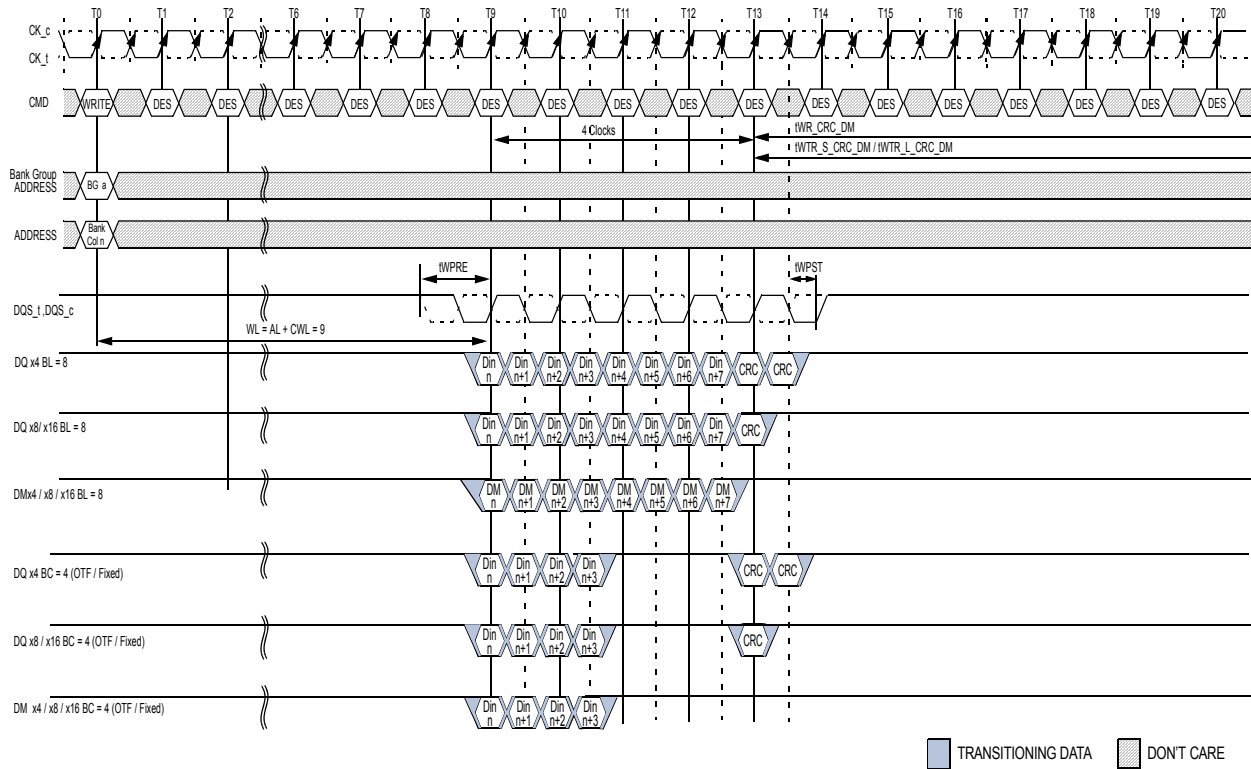 T0 T1 T2 T6 T7 T8 T9 T10 T11 T12 T13 T14 T15 T16 T17 T18 T19 T20
CK_c
CK_t
CMD WRITE DES DES DES DES DES DES DES DES DES DES DES DES DES DES DES DES DES
4 Clocks
tWR_CRC_DM
tWTR_S_CRC_DM / tWTR_L_CRC_DM
Bank Group
ADDRESS
BG a
ADDRESS
Bank
Col n
tWPRE
tWPST
DQS_t ,DQS_c
WL = AL + CWL = 9
DQ x4 BL = 8
Din Din Din Din Din Din Din Din CRC CRC
n n+1 n+2 n+3 n+4 n+5 n+6 n+7
DQ x8/ x16 BL = 8
Din Din Din Din Din Din Din Din CRC
n n+1 n+2 n+3 n+4 n+5 n+6 n+7
DMx4 / x8 / x16 BL = 8
DM DM DM DM DM DM DM DM
n n+1 n+2 n+3 n+4 n+5 n+6 n+7
DQ x4 BC = 4 (OTF / Fixed)
Din Din Din Din CRC CRC
n n+1 n+2 n+3
DQ x8 / x16 BC = 4 (OTF / Fixed)
Din Din Din Din CRC
n n+1 n+2 n+3
DM x4 / x8 / x16 BC = 4 (OTF / Fixed)
Din Din Din Din
n n+1 n+2 n+3
TRANSITIONING DATA
DON'T CARE